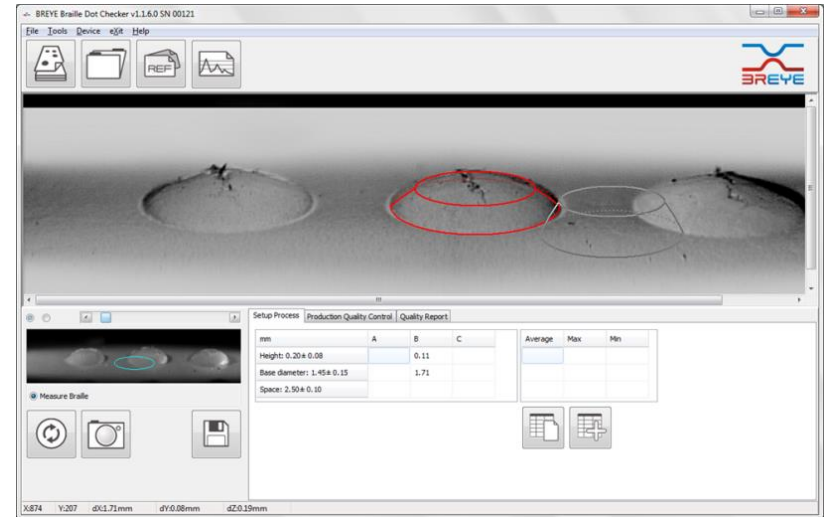 BREYE Braille Dot Checker v1.1.6.0 SN 00121
File Tools Device eXit Help
REF
BREYE
Setup Process Production Quality Control Quality Report
mm A B C Average Max Min
Height: 0.20± 0.08 0.11
Base diameter: 1.45± 0.15 1.71
Space: 2.50± 0.10
Measure Braille
X:874 Y:207 dX:1.71mm dY:0.08mm dZ:0.19mm